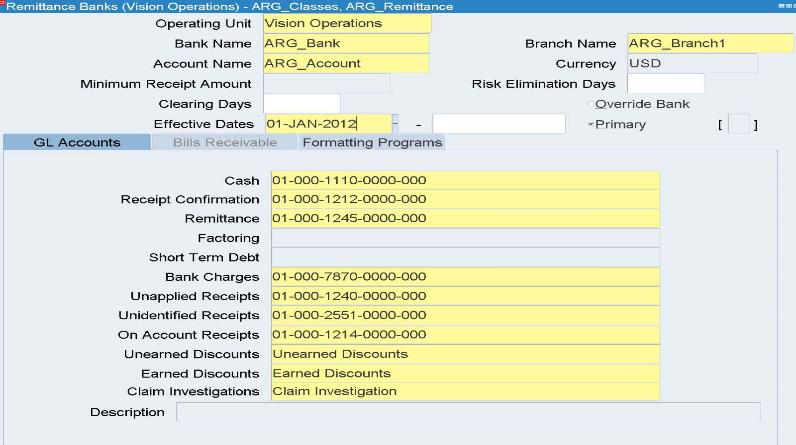 Remittance Banks (Vision Operations) - ARG_Classes, ARG_Remittance
Operating Unit Vision Operations
Bank Name ARG_Bank Branch Name ARG_Branch1
Account Name ARG_Account Currency USD
Minimum Receipt Amount Risk Elimination Days
Clearing Days Override Bank
Effective Dates 01-JAN-2012 - Primary [ ]
GL Accounts Bills Receivable Formatting Programs
Cash 01-000-1110-0000-000
Receipt Confirmation 01-000-1212-0000-000
Remittance 01-000-1245-0000-000
Factoring
Short Term Debt
Bank Charges 01-000-7870-0000-000
Unapplied Receipts 01-000-1240-0000-000
Unidentified Receipts 01-000-2551-0000-000
On Account Receipts 01-000-1214-0000-000
Unearned Discounts Unearned Discounts
Earned Discounts Earned Discounts
Claim Investigations Claim Investigation
Description